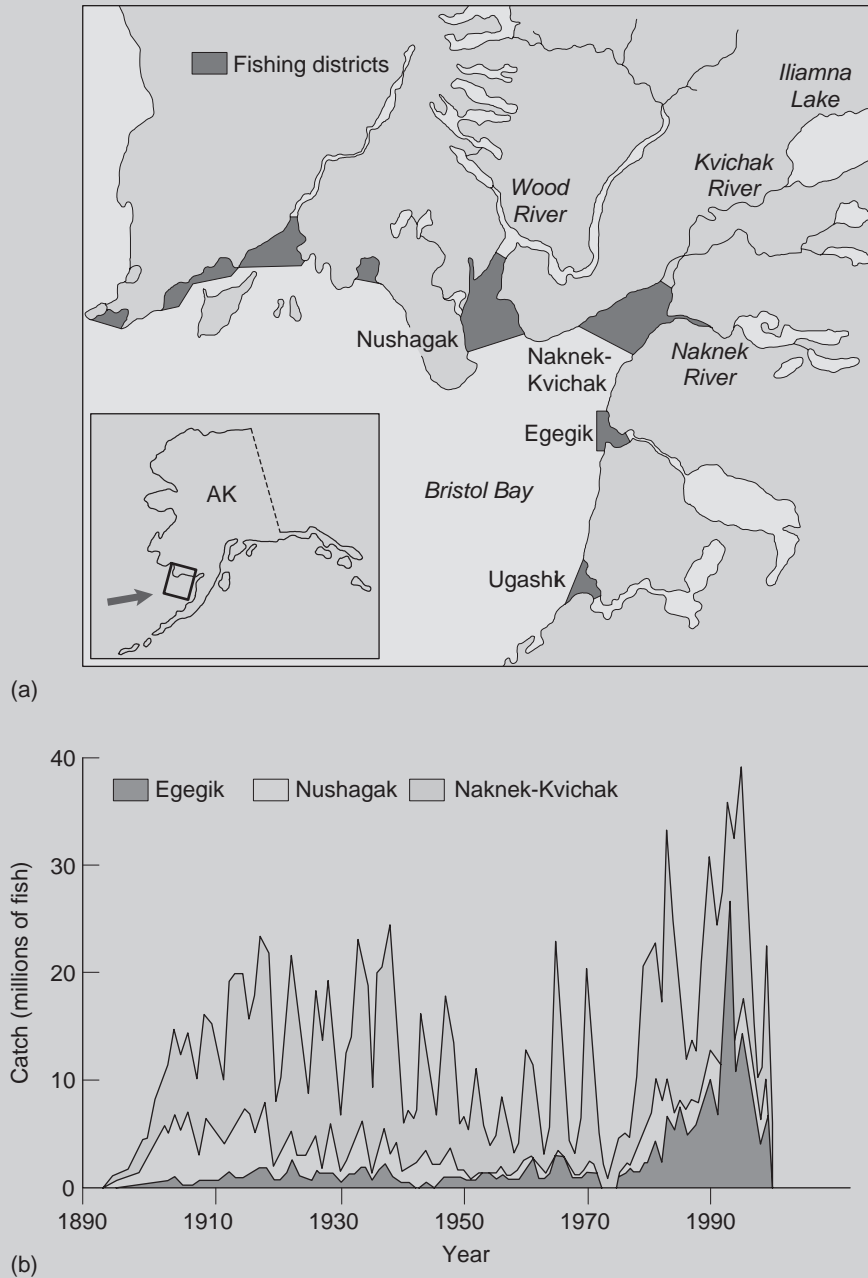 Fishing districts
Iliamna
Lake
Kvichak
River
Wood
River
Nushagak
Naknek-
Kvichak
Naknek
River
Egegik
AK
Bristol Bay
Ugashik
(a)
40
Egegik
Nushagak
Naknek-Kvichak
30
20
10
0
Catch (millions of fish)
1890
1910
1930
1950
1970
1990
Year
(b)